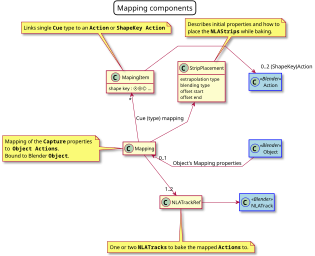 Mapping components
Links single Cue type to an Action or ShapeKey Action
Describes initial properties and how to
place the NLAStrips while baking.
MappingItem
shape key :
StripPlacement
extrapolation type
blending type
offset start
offset end
0..2 (ShapeKey)Action
«Blender»
Action
*
Cue (type) mapping
Mapping of the Capture properties
to Object Actions.
Bound to Blender Object.
Mapping
0..1
Object's Mapping properties
«Blender»
Object
1..2
NLATrackRef
«Blender»
NLATrack
One or two NLATracks to bake the mapped Actions to.